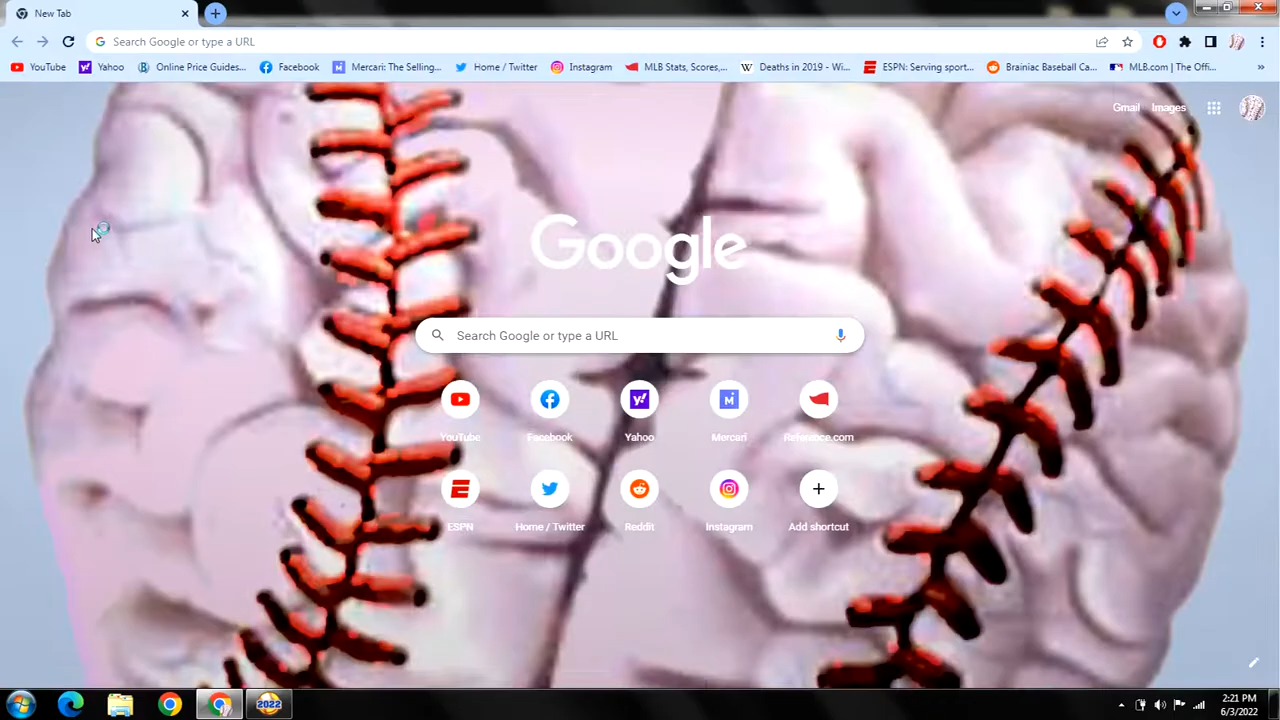 New Tab
Search Google or type a URL
YouTube Yahoo Online Price Guides... Facebook Mercari: The Selling... Home / Twitter Instagram MLB Stats, Scores,... Deaths in 2019 - Wi... ESPN: Serving sport... Brainiac Baseball Ca... MLB.com | The Offi... »
Gmail Images
Google
Search Google or type a URL
YouTube Facebook Yahoo Mercari Reference.com
ESPN Home / Twitter Reddit Instagram Add shortcut
2022
2:21 PM
6/3/2022